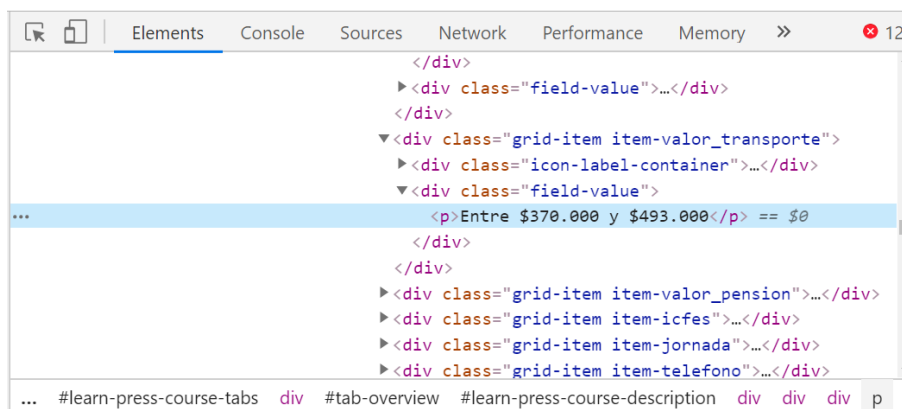 Elements Console Sources Network Performance Memory » 12
</div>
▶<div class="field-value">…</div>
</div>
▼<div class="grid-item item-valor_transporte">
▶<div class="icon-label-container">…</div>
▼<div class="field-value">
... <p>Entre $370.000 y $493.000</p> == $0
</div>
</div>
▶<div class="grid-item item-valor_pension">…</div>
▶<div class="grid-item item-icfes">…</div>
▶<div class="grid-item item-jornada">…</div>
▶<div class="grid-item item-telefono">…</div>
... #learn-press-course-tabs div #tab-overview #learn-press-course-description div div div p